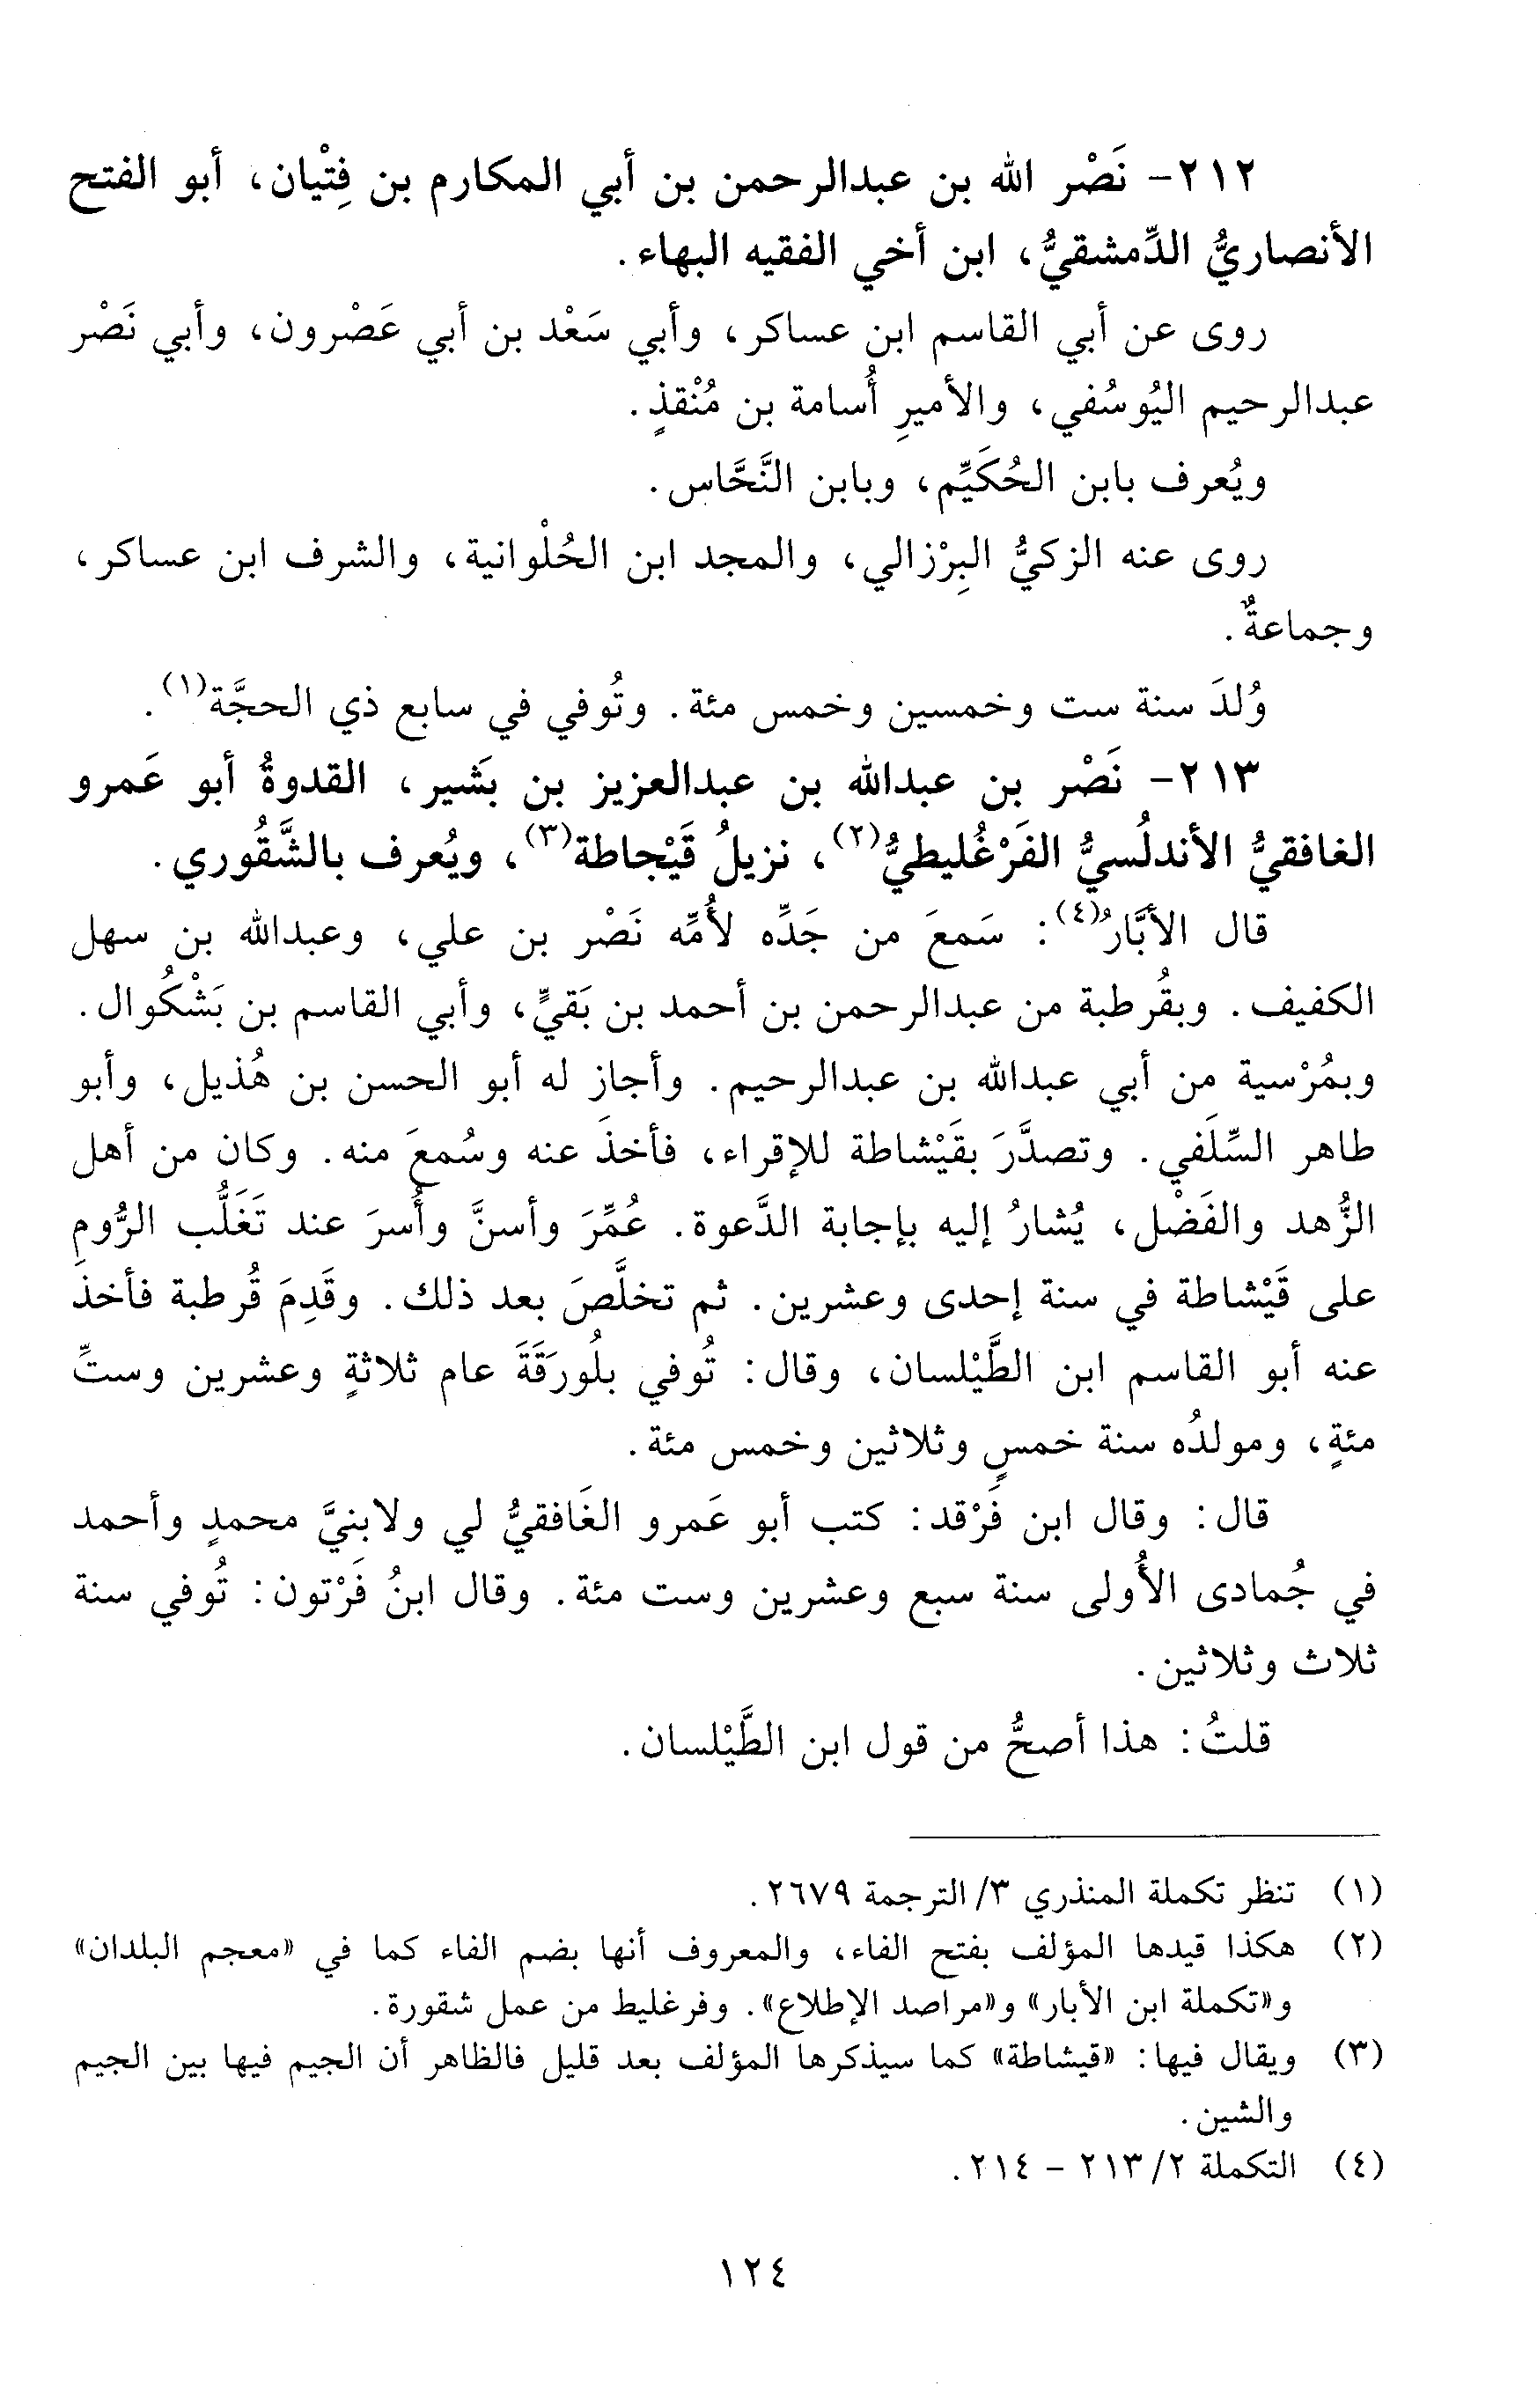 ٢١٢- نَصْر الله بن عبدالرحمن بن أبي المكارم بن فِتْيان، أبو الفتح
الأنصاريُّ الدِّمشقيُّ، ابن أخي الفقيه البهاء.
روى عن أبي القاسم ابن عساكر، وأبي سَعْد بن أبي عَصْرون، وأبي نَصْر
عبدالرحيم اليُوسُفي، والأميرِ أُسامة بن مُنْقذٍ.
ويُعرف بابن الحُكَيِّم، وبابن النَّحَّاس.
روى عنه الزكيُّ البِرْزالي، والمجد ابن الحُلْوانية، والشرف ابن عساكر،
وجماعةٌ.
وُلدَ سنة ست وخمسين وخمس مئة. وتُوفي في سابع ذي الحجَّة(١).
٢١٣- نَصْر بن عبدالله بن عبدالعزيز بن بَشير، القدوةُ أبو عَمرو
الغافقيُّ الأندلُسيُّ الفَرْغُليطيُّ(٢)، نزيلُ قَيْجاطة(٣)، ويُعرف بالشَّقُوري.
قال الأبَّارُ(٤): سَمعَ من جَدِّه لأُمِّه نَصْر بن علي، وعبدالله بن سهل
الكفيف. وبقُرطبة من عبدالرحمن بن أحمد بن بَقيٍّ، وأبي القاسم بن بَشْكُوال.
وبمُرْسية من أبي عبدالله بن عبدالرحيم. وأجاز له أبو الحسن بن هُذيل، وأبو
طاهر السِّلَفي. وتصدَّرَ بقَيْشاطة للإقراء، فأخذَ عنه وسُمعَ منه. وكان من أهل
الزُّهد والفَضْل، يُشارُ إليه بإجابة الدَّعوة. عُمِّرَ وأسنَّ وأُسرَ عند تَغَلُّب الرُّومِ
على قَيْشاطة في سنة إحدى وعشرين. ثم تخلَّصَ بعد ذلك. وقَدِمَ قُرطبة فأخذ
عنه أبو القاسم ابن الطَّيْلسان، وقال: تُوفي بلُورَقَةَ عام ثلاثةٍ وعشرين وستِّ
مئةٍ، ومولدُه سنة خمسٍ وثلاثين وخمس مئة.
قال: وقال ابن فَرْقد: كتب أبو عَمرو الغَافقيُّ لي ولابنيَّ محمدٍ وأحمد
في جُمادى الأُولى سنة سبع وعشرين وست مئة. وقال ابنُ فَرْتون: تُوفي سنة
ثلاث وثلاثين.
قلتُ: هذا أصحُّ من قول ابن الطَّيْلسان.
(١) تنظر تكملة المنذري ٣/ الترجمة ٢٦٧٩.
(٢) هكذا قيدها المؤلف بفتح الفاء، والمعروف أنها بضم الفاء كما في «معجم البلدان»
و«تكملة ابن الأبار» و«مراصد الإطلاع». وفرغليط من عمل شقورة.
(٣) ويقال فيها: «قيشاطة» كما سيذكرها المؤلف بعد قليل فالظاهر أن الجيم فيها بين الجيم
والشين.
(٤) التكملة ٢/ ٢١٣ - ٢١٤.
١٢٤